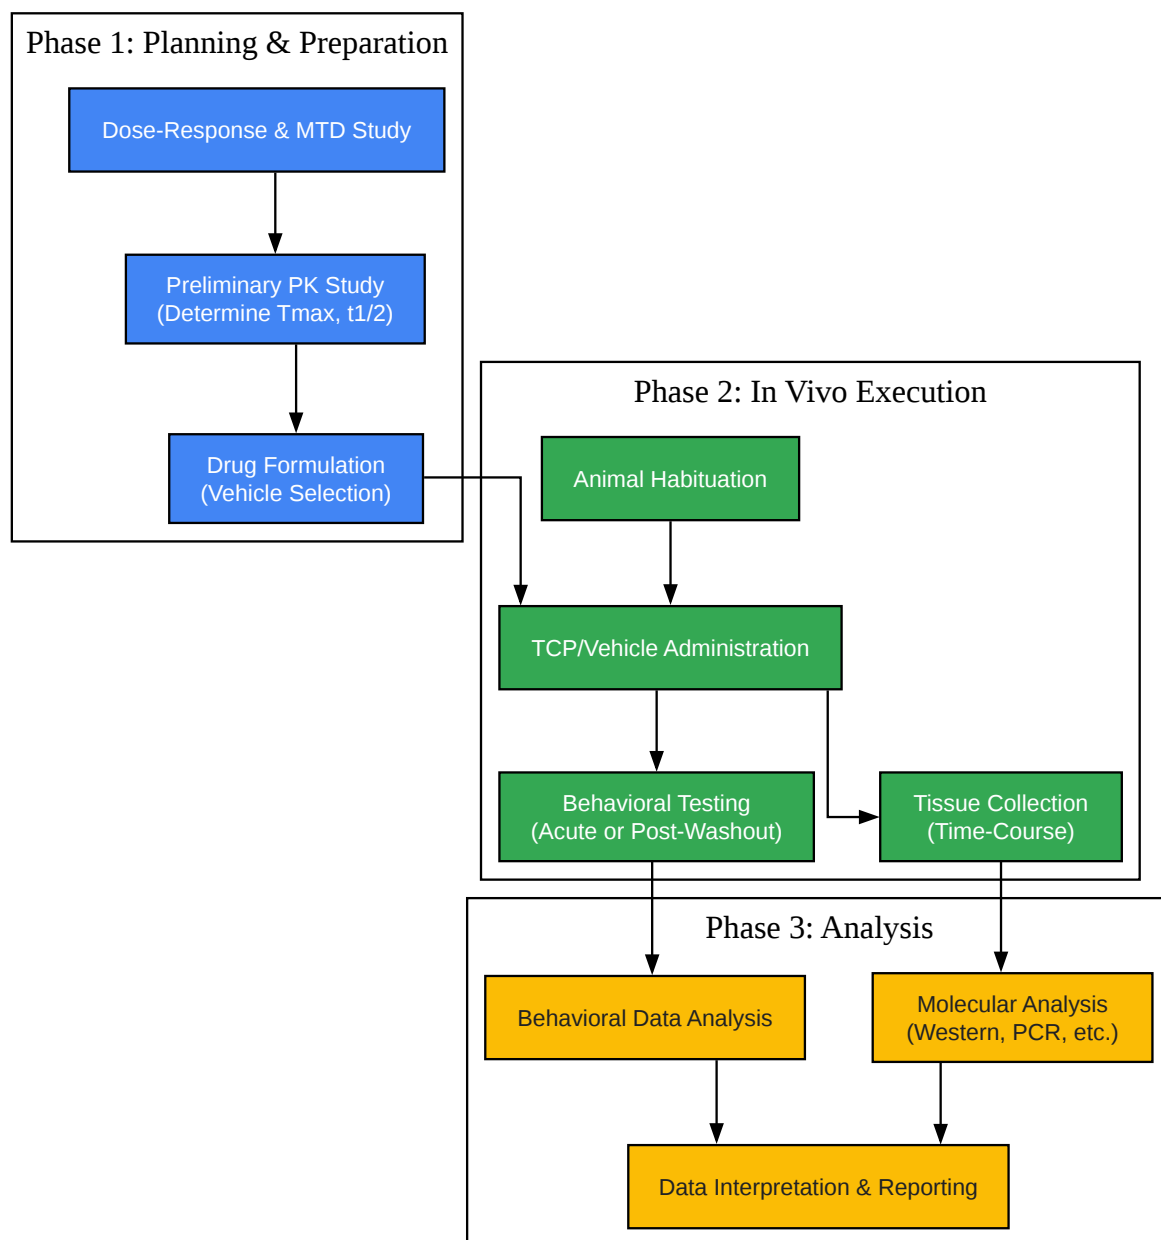 Phase 1: Planning & Preparation
Dose-Response & MTD Study
Preliminary PK Study
(Determine Tmax, t1/2)
Drug Formulation
(Vehicle Selection)
Phase 2: In Vivo Execution
Animal Habituation
TCP/Vehicle Administration
Behavioral Testing
(Acute or Post-Washout)
Tissue Collection
(Time-Course)
Phase 3: Analysis
Behavioral Data Analysis
Molecular Analysis
(Western, PCR, etc.)
Data Interpretation & Reporting